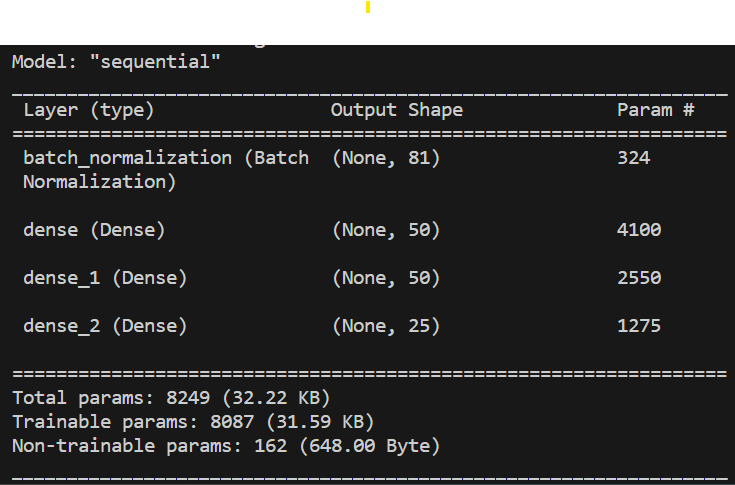 Model: "sequential"
Layer (type) Output Shape Param #
batch_normalization (Batch (None, 81) 324
Normalization)
dense (Dense) (None, 50) 4100
dense_1 (Dense) (None, 50) 2550
dense_2 (Dense) (None, 25) 1275
Total params: 8249 (32.22 KB)
Trainable params: 8087 (31.59 KB)
Non-trainable params: 162 (648.00 Byte)